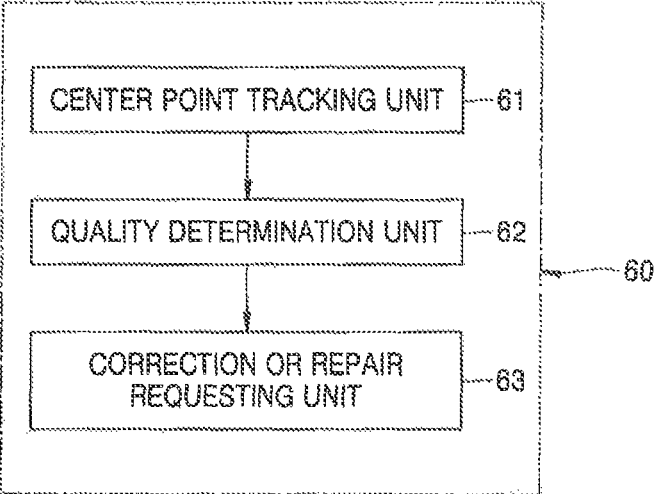 CENTER POINT TRACKING UNIT
61
QUALITY DETERMINATION UNIT
62
60
CORRECTION OR REPAIR
REQUESTING UNIT
63